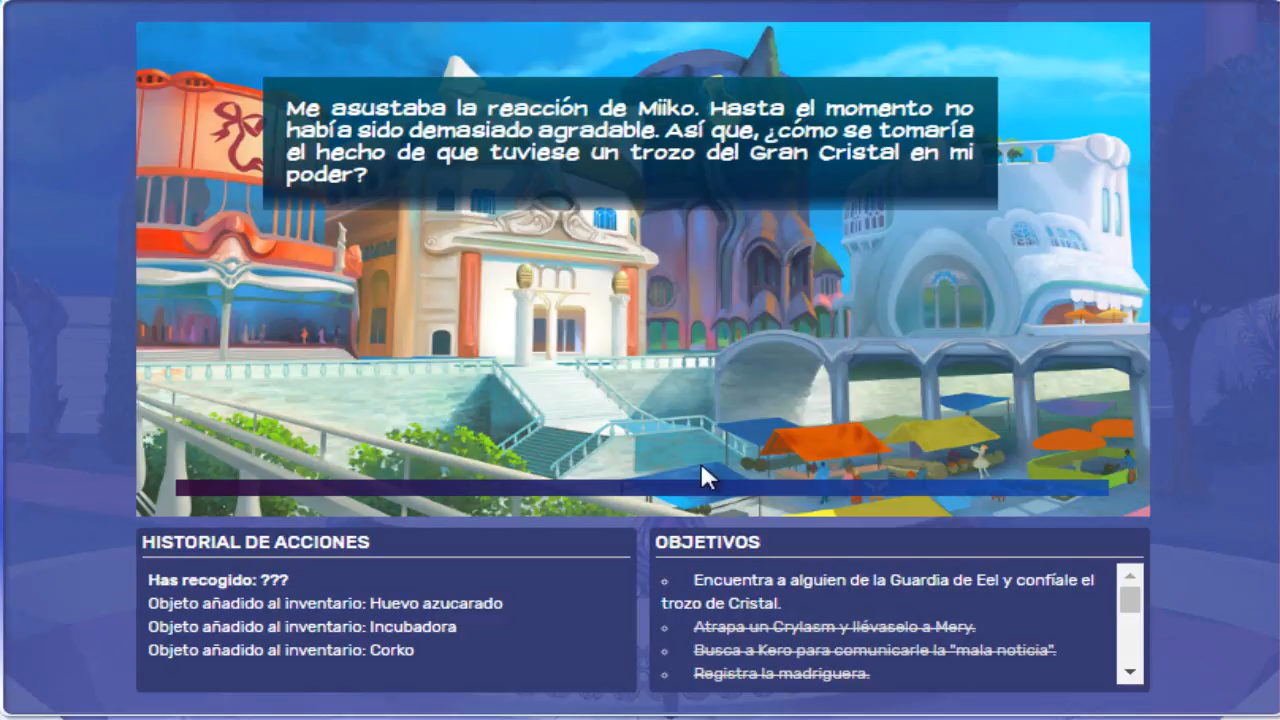 Me asustaba la reacción de Miiko. Hasta el momento no
había sido demasiado agradable. Así que, ¿cómo se tomaría
el hecho de que tuviese un trozo del Gran Cristal en mi
poder?
HISTORIAL DE ACCIONES
Has recogido: ???
Objeto añadido al inventario: Huevo azucarado
Objeto añadido al inventario: Incubadora
Objeto añadido al inventario: Corko
OBJETIVOS
Encuentra a alguien de la Guardia de Eel y confíale el
trozo de Cristal.
Atrapa un Crylasm y llévaselo a Mery.
Busca a Kero para comunicarle la "mala noticia".
Registra la madriguera.